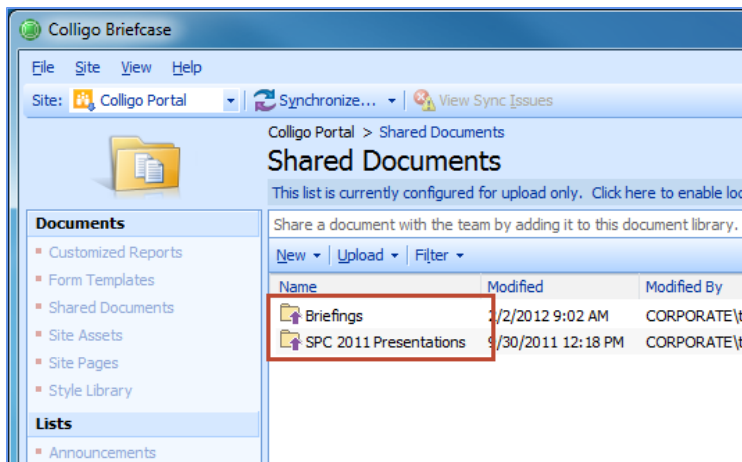 Colligo Briefcase
File Site View Help
Site: Colligo Portal Synchronize... View Sync Issues
Colligo Portal > Shared Documents
Shared Documents
This list is currently configured for upload only. Click here to enable
Documents
Share a document with the team by adding it to this document library.
Customized Reports
New Upload Filter
Form Templates
Name Modified Modified By
Shared Documents
Briefings 2/2/2012 9:02 AM CORPORATE\
Site Assets
SPC 2011 Presentations 9/30/2011 12:18 PM CORPORATE\
Site Pages
Style Library
Lists
Announcements